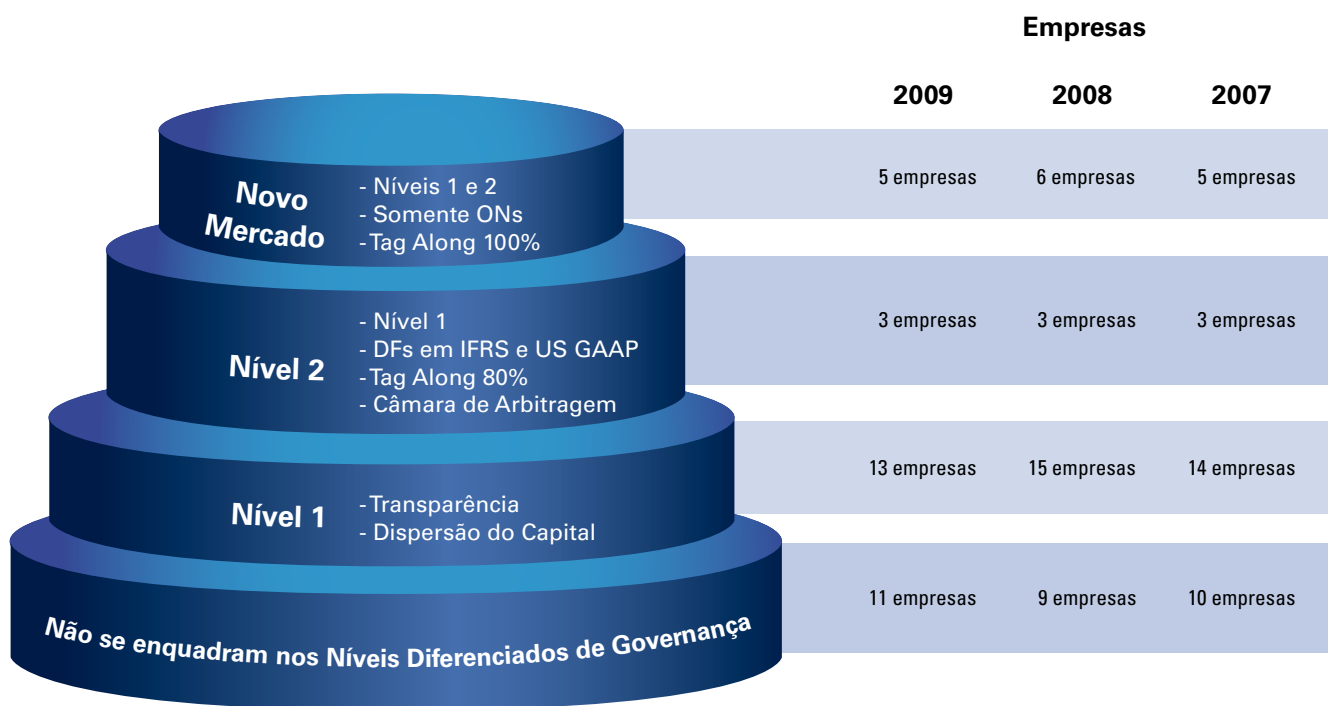 Empresas
2009 2008 2007
Novo
Mercado
- Níveis 1 e 2
- Somente ONs
- Tag Along 100%
5 empresas 6 empresas 5 empresas
Nível 2
- Nível 1
- DFs em IFRS e US GAAP
- Tag Along 80%
- Câmara de Arbitragem
3 empresas 3 empresas 3 empresas
Nível 1
- Transparência
- Dispersão do Capital
13 empresas 15 empresas 14 empresas
Não se enquadram nos Níveis Diferenciados de Governança
11 empresas 9 empresas 10 empresas